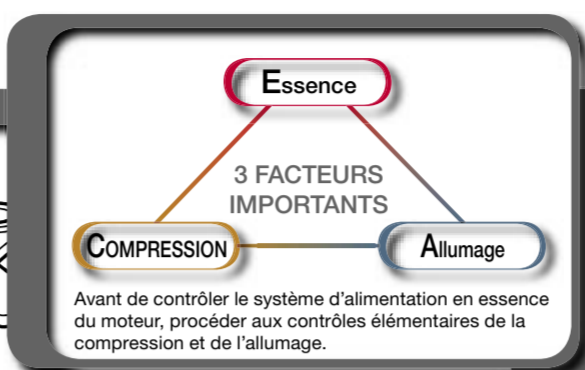 Essence
3 FACTEURS
IMPORTANTS
COMPRESSION
Allumage
Avant de contrôler le système d’alimentation en essence
du moteur, procéder aux contrôles élémentaires de la
compression et de l’allumage.